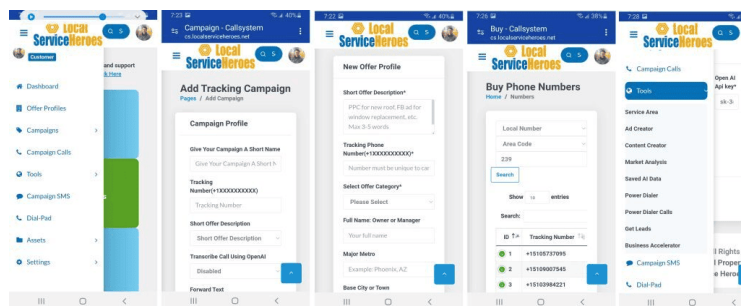 Local
ServiceHeroes
Q S
Customer
and support
k Here
Dashboard
Offer Profiles
Campaigns
Campaign Calls
Tools
Campaign SMS
Dial-Pad
Assets
Settings
7:23
40%
Campaign - Callsystem
cs.localserviceheroes.net
Local
ServiceHeroes
Q S
Add Tracking Campaign
Pages / Add Campaign
Campaign Profile
Give Your Campaign A Short Name
Give Your Campaign A Short N
Tracking
Number(+1XXXXXXXXXX)
Tracking Number
Short Offer Description
Short Offer Description
Transcribe Call Using OpenAI
Disabled
Forward Text
7:22
40%
Local
ServiceHeroes
Q S
New Offer Profile
Short Offer Description*
PPC for new roof, FB ad for
window replacement, etc.
Max 3-5 words
Tracking Phone
Number(+1XXXXXXXXXX)*
Number must be unique to car
Select Offer Category*
Please Select
Full Name: Owner or Manager
Your full name
Major Metro
Example: Phoenix, AZ
Base City or Town
7:26
38%
Buy - Callsystem
cs.localserviceheroes.net
Local
ServiceHeroes
Q S
Buy Phone Numbers
Home / Numbers
Local Number
Area Code
239
Search
Show 10 entries
Search:
ID Tracking Number
1 +15105737095
2 +15109007545
3 +15103984221
7:28
Local
ServiceHeroes
Q S
Campaign Calls
Tools
Service Area
Ad Creator
Content Creator
Market Analysis
Saved AI Data
Power Dialer
Power Dialer Calls
Get Leads
Business Accelerator
Campaign SMS
Dial-Pad
Open AI
Api key*
sk-3
ll Rights
l Proper
e Heroe